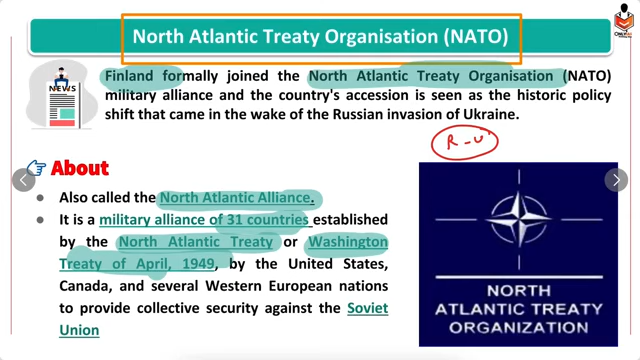 North Atlantic Treaty Organisation (NATO)
NEWS
Finland formally joined the North Atlantic Treaty Organisation (NATO)
military alliance and the country's accession is seen as the historic policy
shift that came in the wake of the Russian invasion of Ukraine.
R-U
About
Also called the North Atlantic Alliance.
It is a military alliance of 31 countries established
by the North Atlantic Treaty or Washington
Treaty of April, 1949, by the United States,
Canada, and several Western European nations
to provide collective security against the Soviet
Union
NORTH
ATLANTIC TREATY
ORGANIZATION